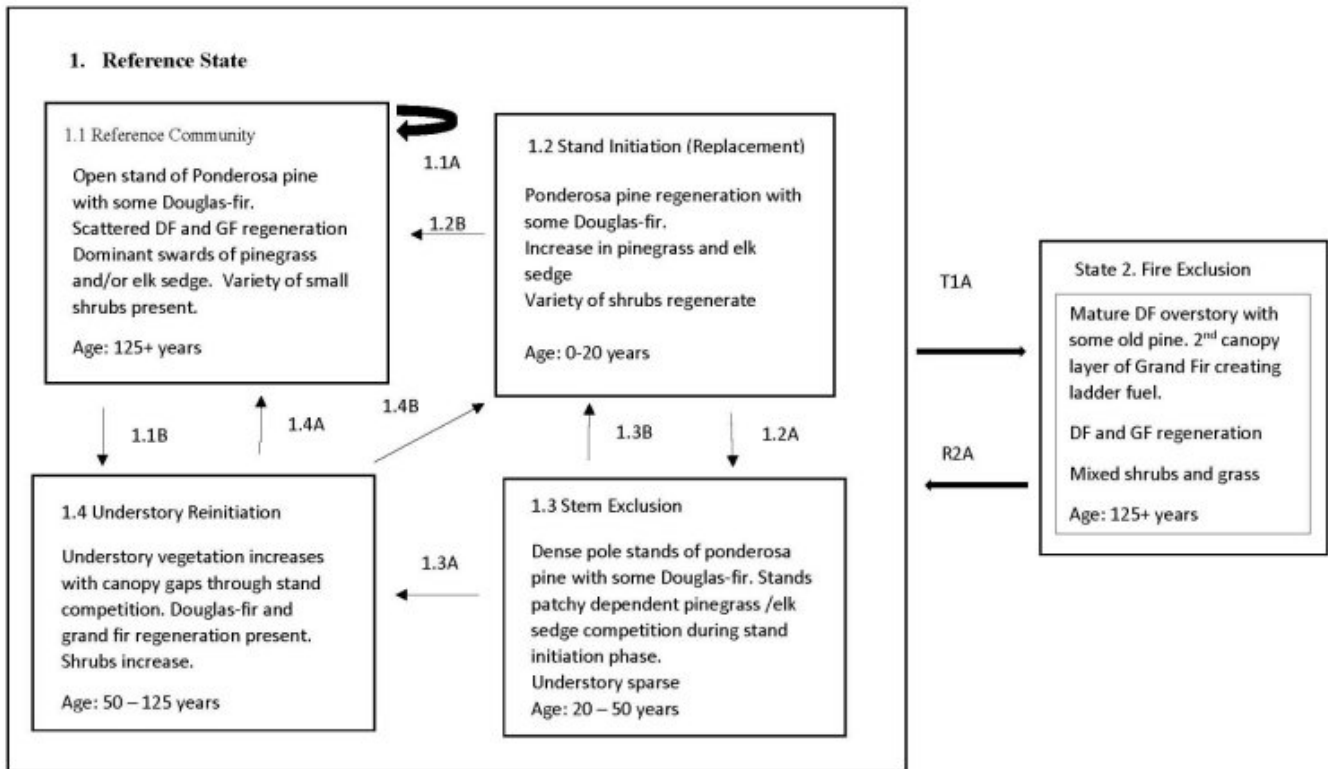 1. Reference State
1.1 Reference Community
Open stand of Ponderosa pine
with some Douglas-fir.
Scattered DF and GF regeneration
Dominant swards of pinegrass
and/or elk sedge. Variety of small
shrubs present.
Age: 125+ years
1.1A
1.2B
1.2 Stand Initiation (Replacement)
Ponderosa pine regeneration with
some Douglas-fir.
Increase in pinegrass and elk
sedge
Variety of shrubs regenerate
Age: 0-20 years
1.1B
1.4A
1.4B
1.3B
1.2A
1.4 Understory Reinitiation
Understory vegetation increases
with canopy gaps through stand
competition. Douglas-fir and
grand fir regeneration present.
Shrubs increase.
Age: 50 – 125 years
1.3A
1.3 Stem Exclusion
Dense pole stands of ponderosa
pine with some Douglas-fir. Stands
patchy dependent pinegrass /elk
sedge competition during stand
initiation phase.
Understory sparse
Age: 20 – 50 years
T1A
R2A
State 2. Fire Exclusion
Mature DF overstory with
some old pine. 2nd canopy
layer of Grand Fir creating
ladder fuel.
DF and GF regeneration
Mixed shrubs and grass
Age: 125+ years